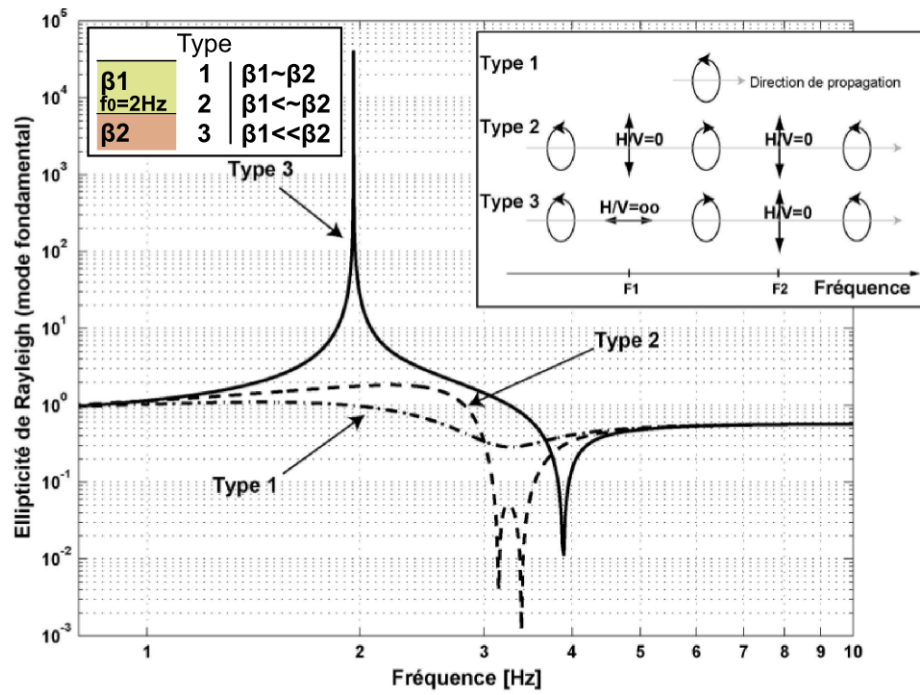 Type
β1
f0=2Hz
β2
1 β1~β2
2 β1<~β2
3 β1<<β2
Type 1
Direction de propagation
Type 2
H/V=0
H/V=0
Type 3
H/V=oo
H/V=0
F1
F2
Fréquence
Type 3
Type 2
Type 1
Ellipticité de Rayleigh (mode fondamental)
10^5
10^4
10^3
10^2
10^1
10^0
10^-1
10^-2
10^-3
1 2 3 4 5 6 7 8 9 10
Fréquence [Hz]